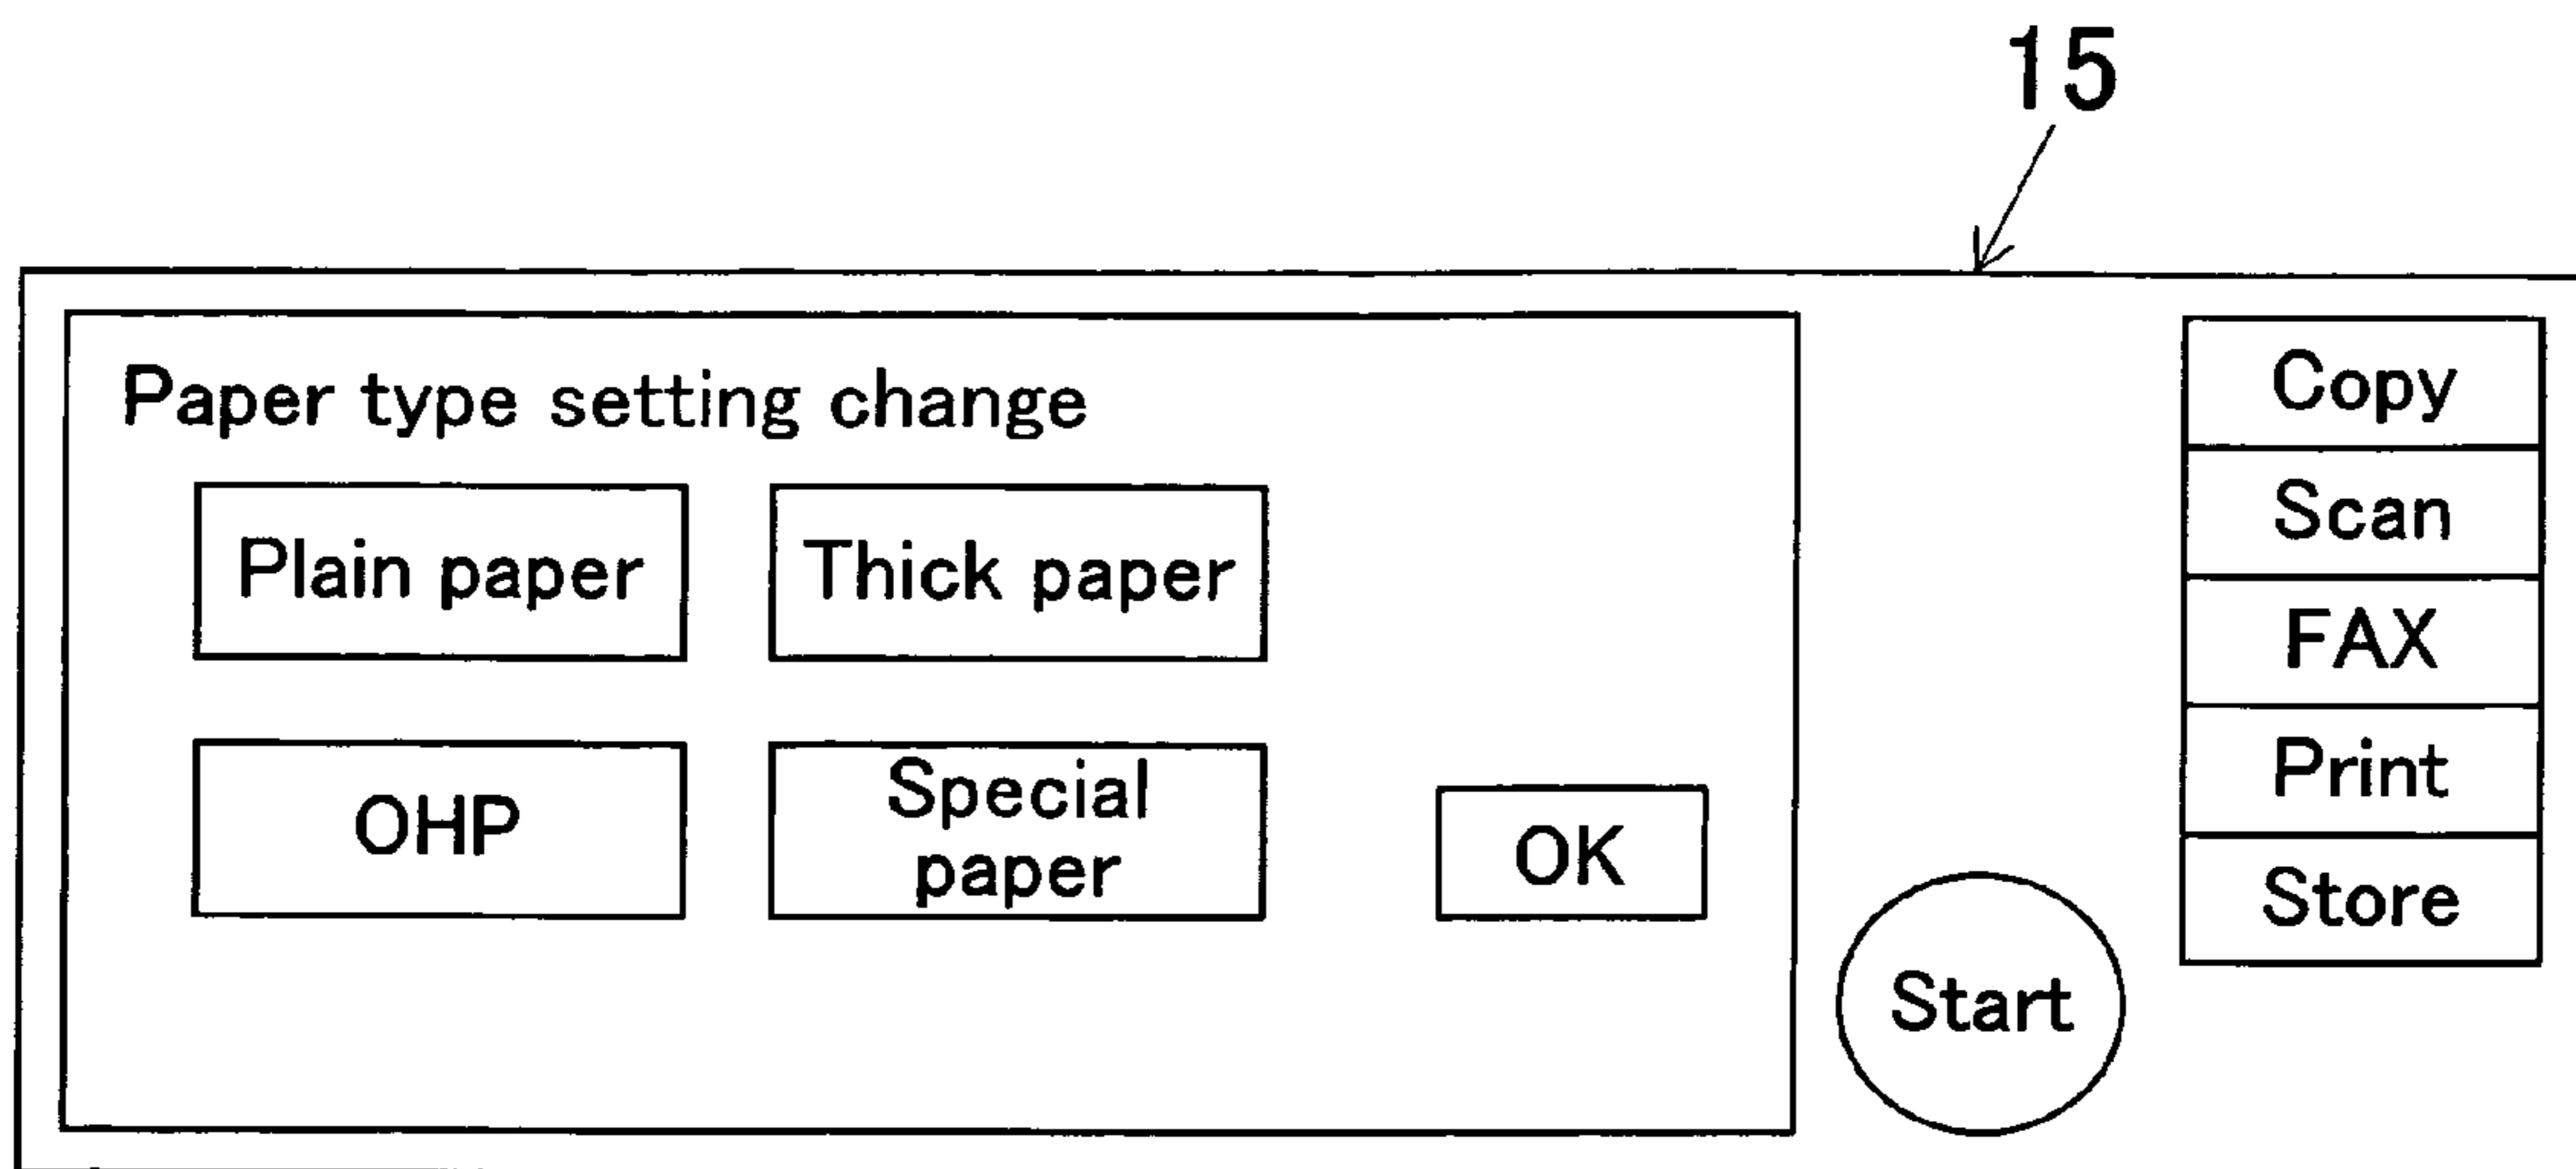 15
Paper type setting change
Plain paper
Thick paper
OHP
Special
paper
OK
Start
Copy
Scan
FAX
Print
Store